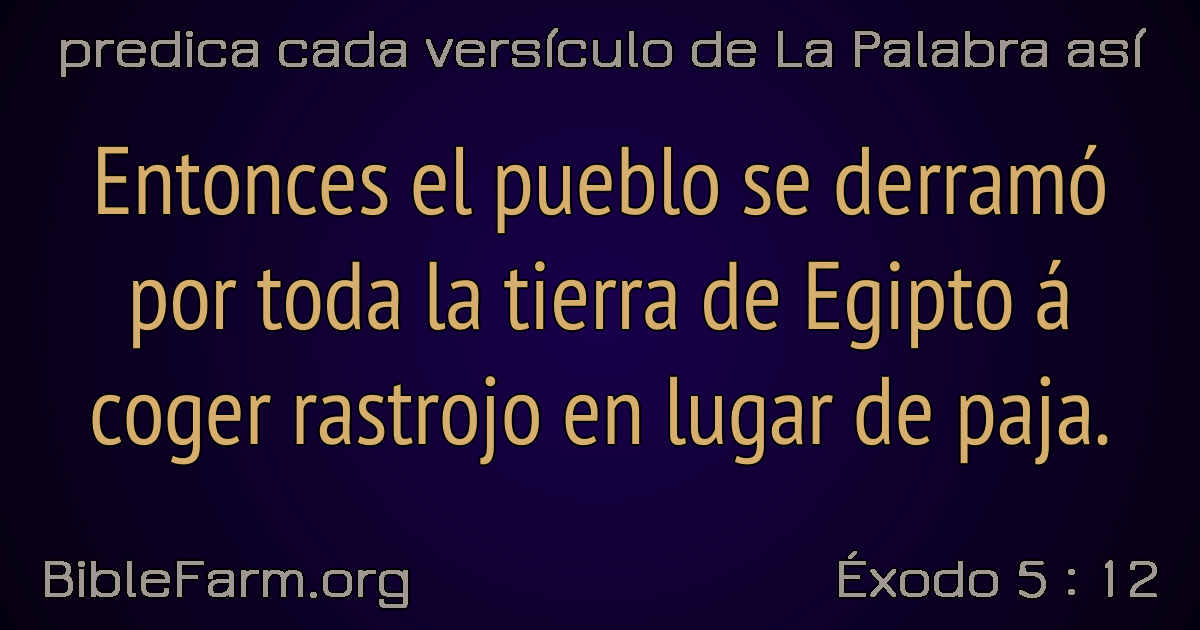 predica cada versículo de La Palabra así
Entonces el pueblo se derramó
por toda la tierra de Egipto á
coger rastrojo en lugar de paja.
BibleFarm.org
Éxodo 5 : 12